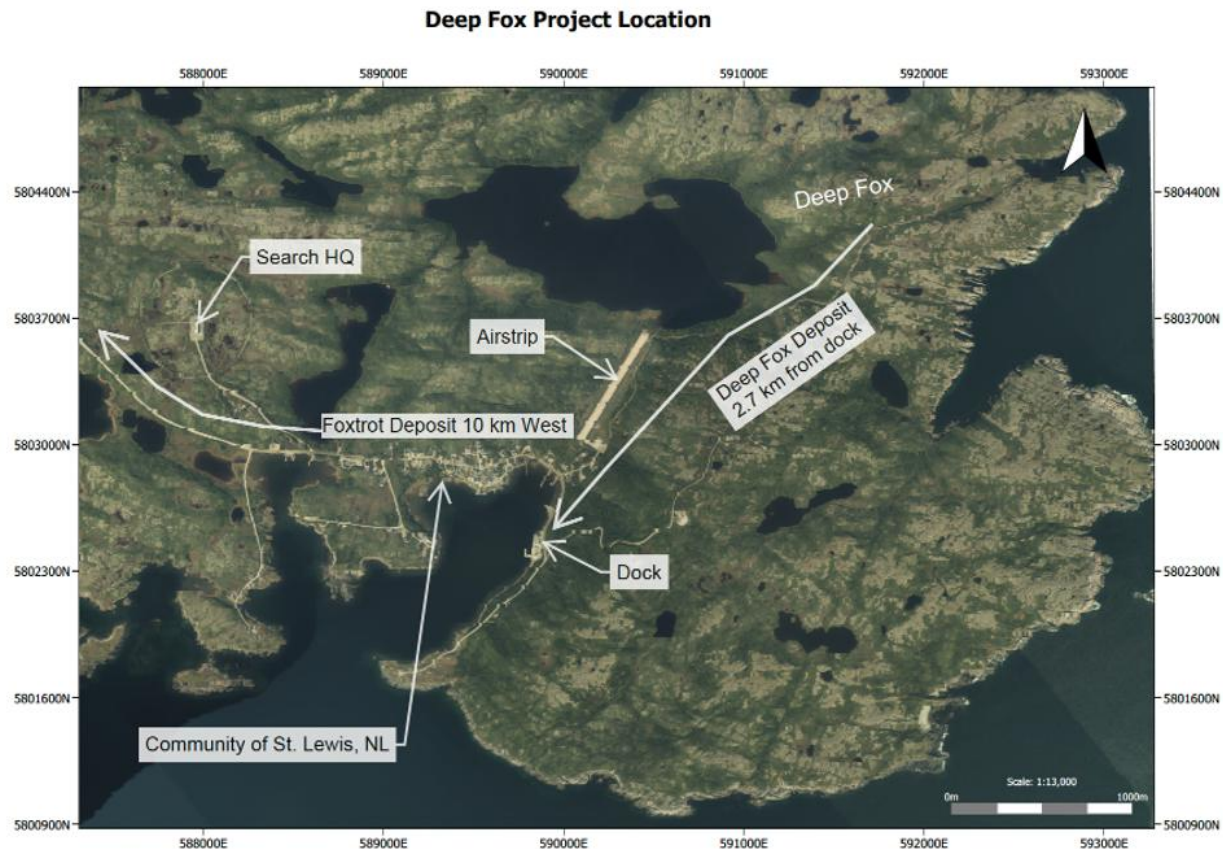 Deep Fox Project Location
588000E
589000E
590000E
591000E
592000E
593000E
5804400N
5804400N
Deep Fox
Search HQ
5803700N
5803700N
Airstrip
Deep Fox Deposit
2.7 km from dock
Foxtrot Deposit 10 km West
5803000N
5803000N
5802300N
5802300N
Dock
5801600N
5801600N
Community of St. Lewis, NL
Scale: 1:13,000
0m
1000m
5800900N
5800900N
588000E
589000E
590000E
591000E
592000E
593000E